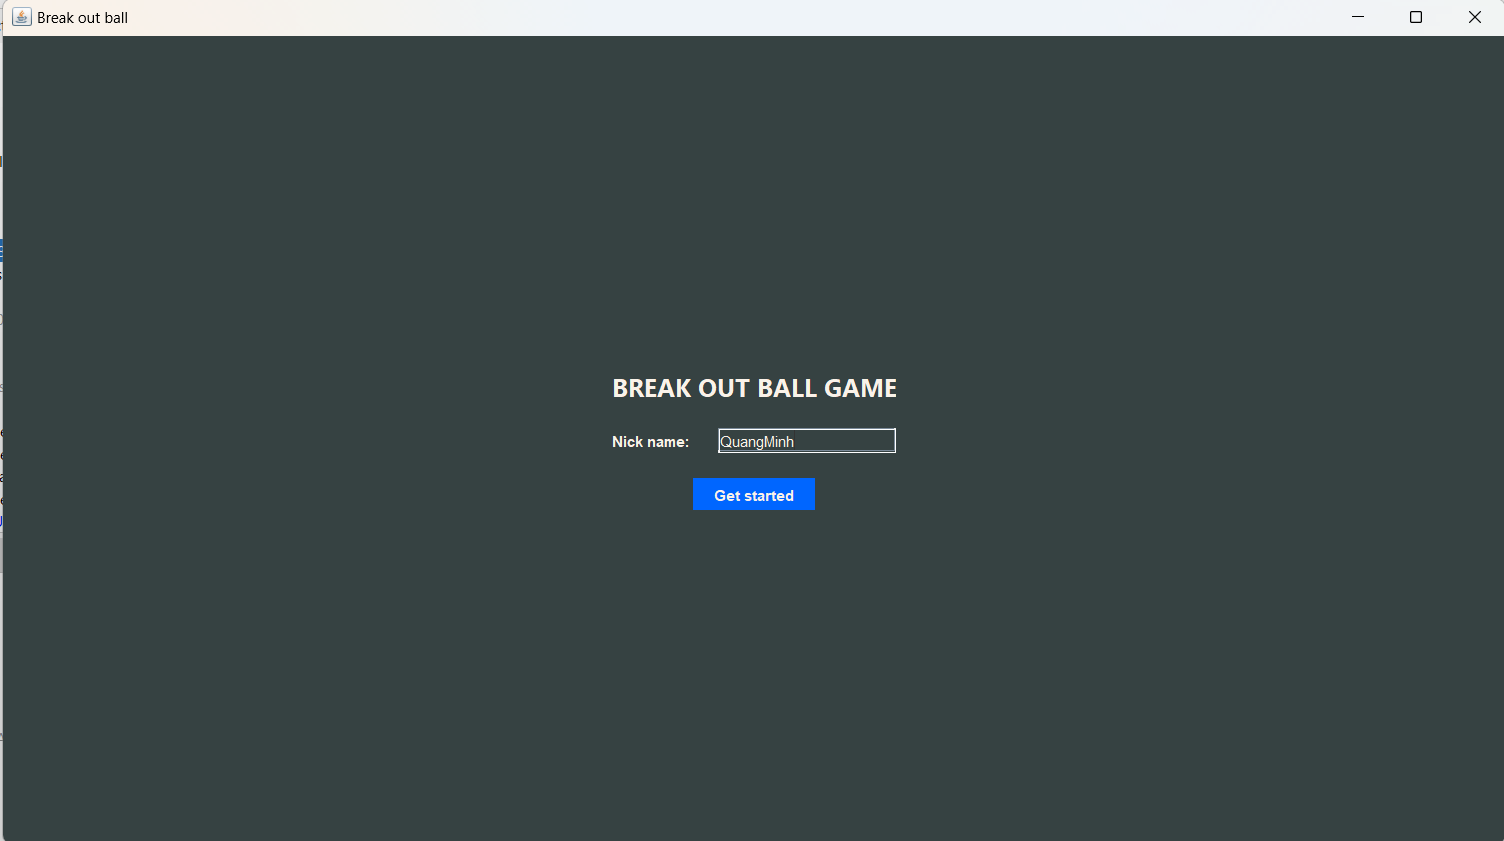 Break out ball
BREAK OUT BALL GAME
Nick name: QuangMinh
Get started